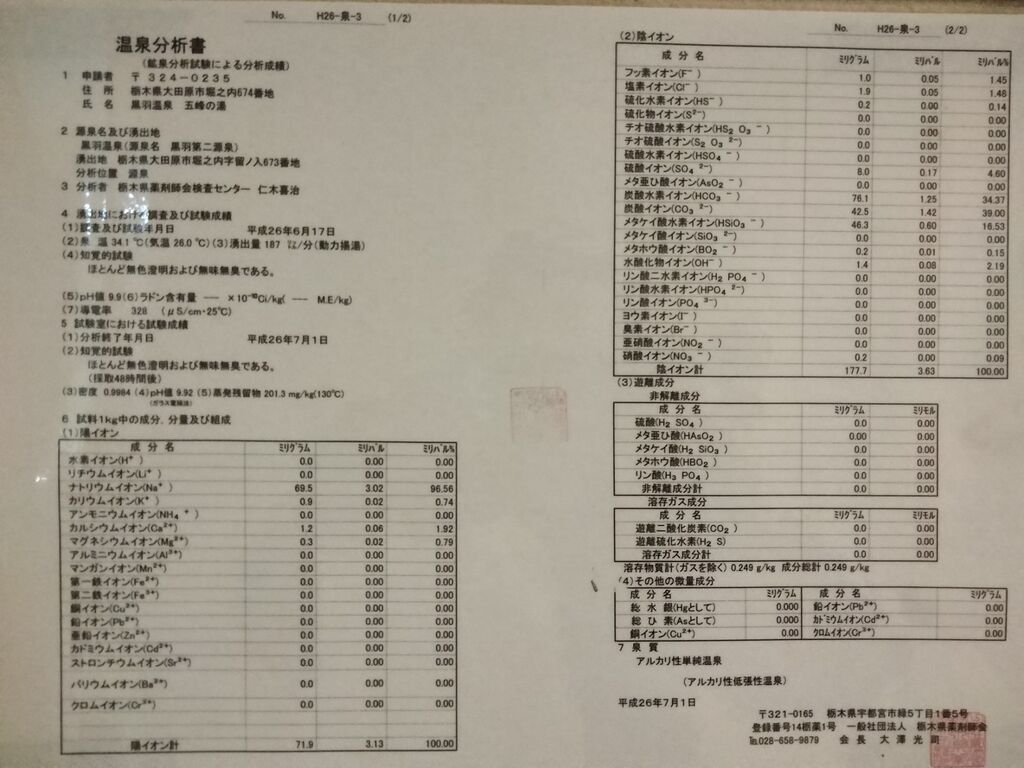 No. H26-泉-3 (1/2)
温泉分析書
(鉱泉分析試験による分析成績)
1 申請者 〒 324-0235
住 所 栃木県大田原市堀之内674番地
氏 名 黒羽温泉 五峰の湯
2 源泉名及び湧出地
黒羽温泉(源泉名 黒羽第二源泉)
湧出地 栃木県大田原市堀之内字留ノ入673番地
分析位置 源泉
3 分析者 栃木県薬剤師会検査センター 仁木喜治
4 湧出地における調査及び試験成績
(1)調査及び試験年月日 平成26年6月17日
(2)泉 温 34.1 ℃(気温 26.0 ℃)(3)湧出量 187 ㍑/分(動力揚湯)
(4)知覚的試験
ほとんど無色澄明および無味無臭である。
(5)pH値 9.9(6)ラドン含有量 --- ×10⁻¹⁰Ci/kg( --- M.E/kg)
(7)導電率 328 (μS/cm・25℃)
5 試験室における試験成績
(1)分析終了年月日 平成26年7月1日
(2)知覚的試験
ほとんど無色澄明および無味無臭である。
(採取48時間後)
(3)密度 0.9984 (4)pH値 9.92 (5)蒸発残留物 201.3 mg/kg(130℃)
(ガラス電極法)
6 試料1kg中の成分,分量及び組成
(1)陽イオン
成 分 名 ミリグラム ミリバル ミリバル%
水素イオン(H⁺) 0.0 0.00 0.00
リチウムイオン(Li⁺) 0.0 0.00 0.00
ナトリウムイオン(Na⁺) 69.5 3.02 96.56
カリウムイオン(K⁺) 0.9 0.02 0.74
アンモニウムイオン(NH₄⁺) 0.0 0.00 0.00
カルシウムイオン(Ca²⁺) 1.2 0.06 1.92
マグネシウムイオン(Mg²⁺) 0.3 0.02 0.79
アルミニウムイオン(Al³⁺) 0.0 0.00 0.00
マンガンイオン(Mn²⁺) 0.0 0.00 0.00
第一鉄イオン(Fe²⁺) 0.0 0.00 0.00
第二鉄イオン(Fe³⁺) 0.0 0.00 0.00
銅イオン(Cu²⁺) 0.0 0.00 0.00
鉛イオン(Pb²⁺) 0.0 0.00 0.00
亜鉛イオン(Zn²⁺) 0.0 0.00 0.00
カドミウムイオン(Cd²⁺) 0.0 0.00 0.00
ストロンチウムイオン(Sr²⁺) 0.0 0.00 0.00
バリウムイオン(Ba²⁺) 0.0 0.00 0.00
クロムイオン(Cr³⁺) 0.0 0.00 0.00
陽イオン計 71.9 3.13 100.00
No. H26-泉-3 (2/2)
(2)陰イオン
成 分 名 ミリグラム ミリバル ミリバル%
フッ素イオン(F⁻) 1.0 0.05 1.45
塩素イオン(Cl⁻) 1.9 0.05 1.48
硫化水素イオン(HS⁻) 0.2 0.00 0.14
硫化物イオン(S²⁻) 0.0 0.00 0.00
チオ硫酸水素イオン(HS₂O₃⁻) 0.0 0.00 0.00
チオ硫酸イオン(S₂O₃²⁻) 0.0 0.00 0.00
硫酸水素イオン(HSO₄⁻) 0.0 0.00 0.00
硫酸イオン(SO₄²⁻) 8.0 0.17 4.60
メタ亜ひ酸イオン(AsO₂⁻) 0.0 0.00 0.00
炭酸水素イオン(HCO₃⁻) 76.1 1.25 34.37
炭酸イオン(CO₃²⁻) 42.5 1.42 39.00
メタケイ酸水素イオン(HSiO₃⁻) 46.3 0.60 16.53
メタケイ酸イオン(SiO₃²⁻) 0.0 0.00 0.00
メタホウ酸イオン(BO₂⁻) 0.2 0.01 0.15
水酸化物イオン(OH⁻) 1.4 0.08 2.19
リン酸二水素イオン(H₂PO₄⁻) 0.0 0.00 0.00
リン酸水素イオン(HPO₄²⁻) 0.0 0.00 0.00
リン酸イオン(PO₄³⁻) 0.0 0.00 0.00
ヨウ素イオン(I⁻) 0.0 0.00 0.00
臭素イオン(Br⁻) 0.0 0.00 0.00
亜硝酸イオン(NO₂⁻) 0.0 0.00 0.00
硝酸イオン(NO₃⁻) 0.2 0.00 0.09
陰イオン計 177.7 3.63 100.00
(3)遊離成分
非解離成分
成 分 名 ミリグラム ミリモル
硫酸(H₂SO₄) 0.0 0.00
メタ亜ひ酸(HAsO₂) 0.00 0.00
メタケイ酸(H₂SiO₃) 0.0 0.00
メタホウ酸(HBO₂) 0.0 0.00
リン酸(H₃PO₄) 0.0 0.00
非解離成分計 0.0 0.00
溶存ガス成分
成 分 名 ミリグラム ミリモル
遊離二酸化炭素(CO₂) 0.0 0.00
遊離硫化水素(H₂S) 0.0 0.00
溶存ガス成分計 0.0 0.00
溶存物質計(ガスを除く) 0.249 g/kg 成分総計 0.249 g/kg
(4)その他の微量成分
成 分 名 ミリグラム 成 分 名 ミリグラム
総 水 銀(Hgとして) 0.000 鉛イオン(Pb²⁺) 0.00
総 ひ 素(Asとして) 0.000 カドミウムイオン(Cd²⁺) 0.00
銅イオン(Cu²⁺) 0.00 クロムイオン(Cr³⁺) 0.00
7 泉 質
アルカリ性単純温泉
(アルカリ性低張性温泉)
平成26年7月1日
〒321-0165 栃木県宇都宮市緑5丁目1番5号
登録番号14栃薬1号 一般社団法人 栃木県薬剤師会
℡028-658-9879 会 長 大 澤 光 司